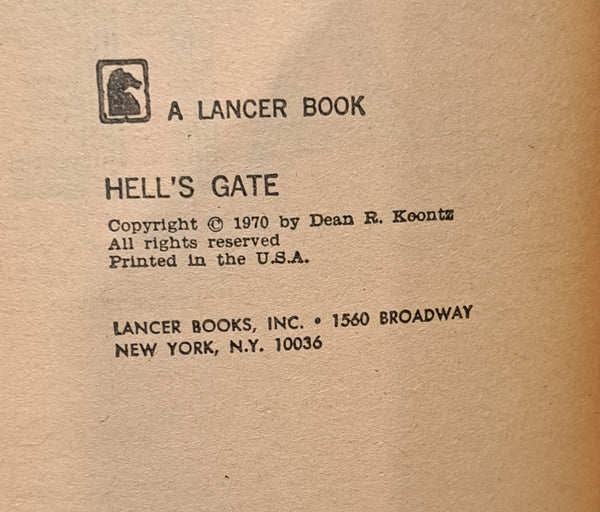 A LANCER BOOK
HELL'S GATE
Copyright © 1970 by Dean R. Koontz
All rights reserved
Printed in the U.S.A.
LANCER BOOKS, INC. • 1560 BROADWAY
NEW YORK, N.Y. 10036